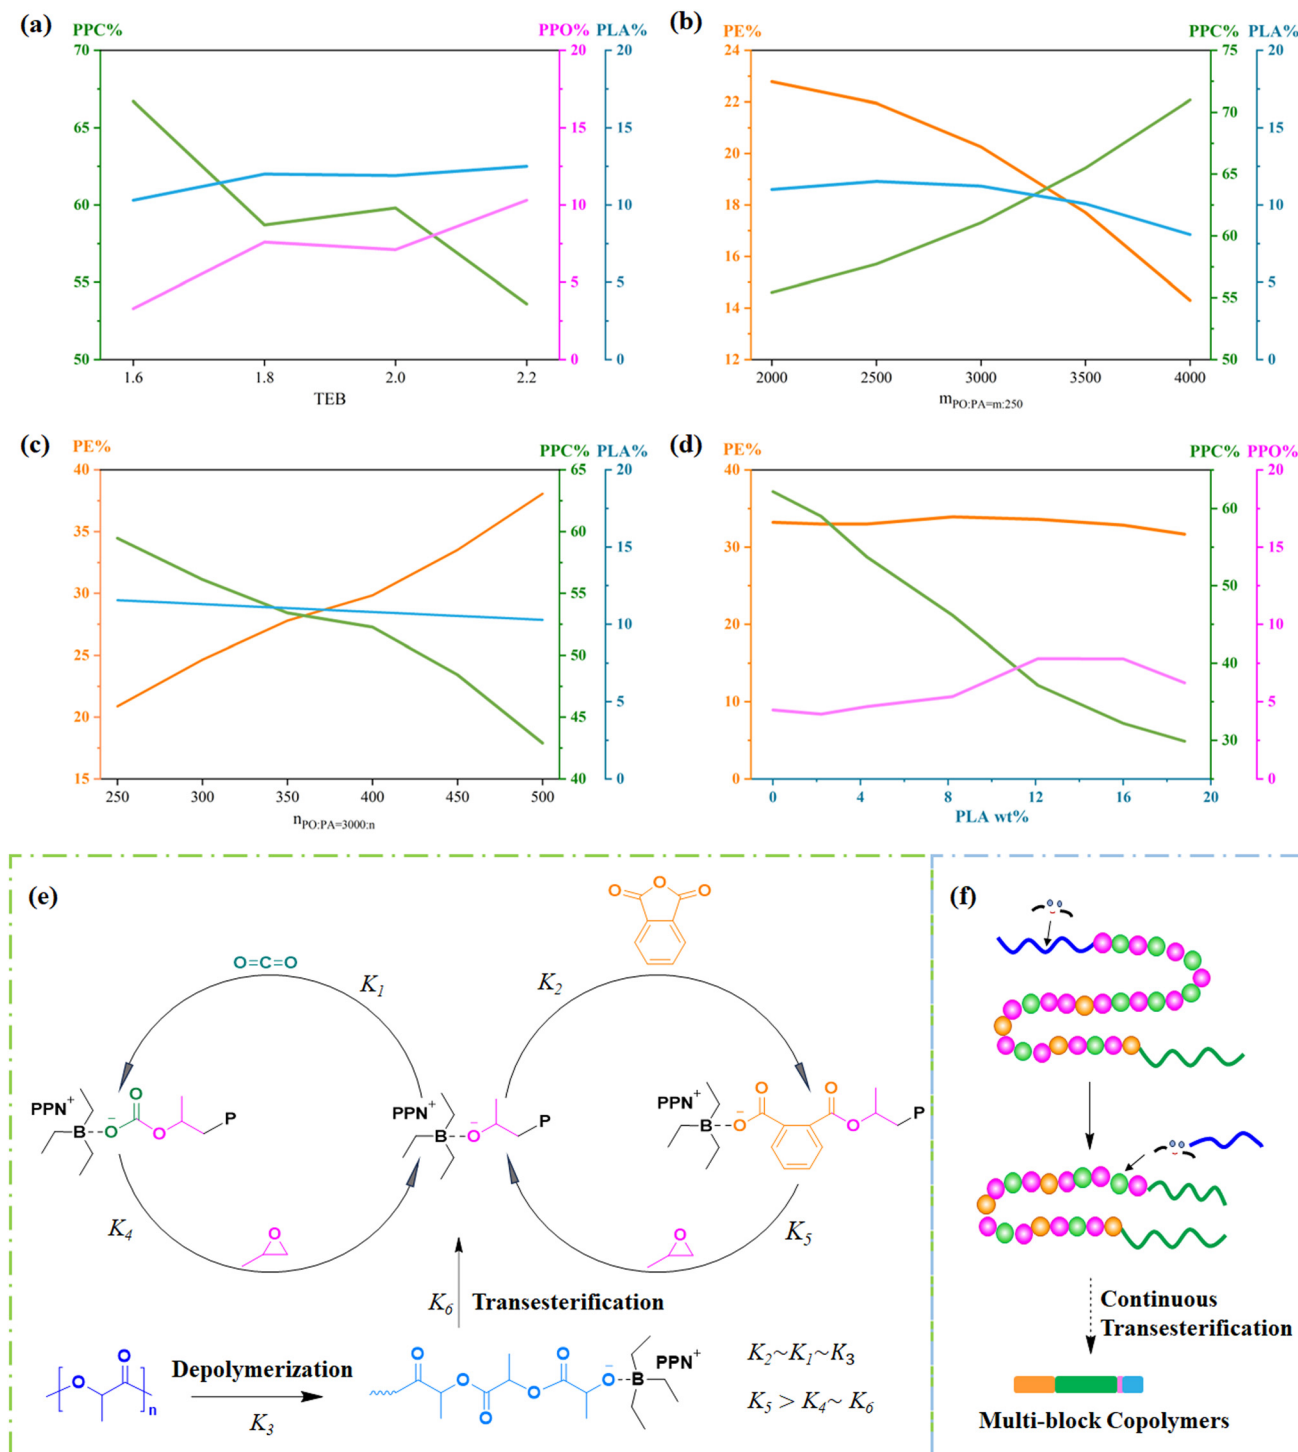 (a)
PPC%
PPO%
PLA%
70
65
60
55
50
20
15
10
5
0
20
15
10
5
0
1.6
1.8
2.0
2.2
TEB
(b)
PE%
PPC%
PLA%
24
22
20
18
16
14
12
75
70
65
60
55
50
20
15
10
5
0
2000
2500
3000
3500
4000
mPO:PA=m:250
(c)
PE%
PPC%
PLA%
40
35
30
25
20
15
65
60
55
50
45
40
20
15
10
5
0
250
300
350
400
450
500
nPO:PA=3000:n
(d)
PE%
PPC%
PPO%
40
30
20
10
0
60
50
40
30
20
15
10
5
0
0
4
8
12
16
20
PLA wt%
(e)
O
O
O
O=C=O
K1
K2
PPN+
B
O−
O
O
P
PPN+
B
O−
P
PPN+
B
O−
O
O
O
P
K4
O
K5
O
K6
Transesterification
O
O
n
Depolymerization
K3
O
O
O
O
O
O−
B
PPN+
K2~K1~K3
K5 > K4~ K6
(f)
Continuous
Transesterification
Multi-block Copolymers